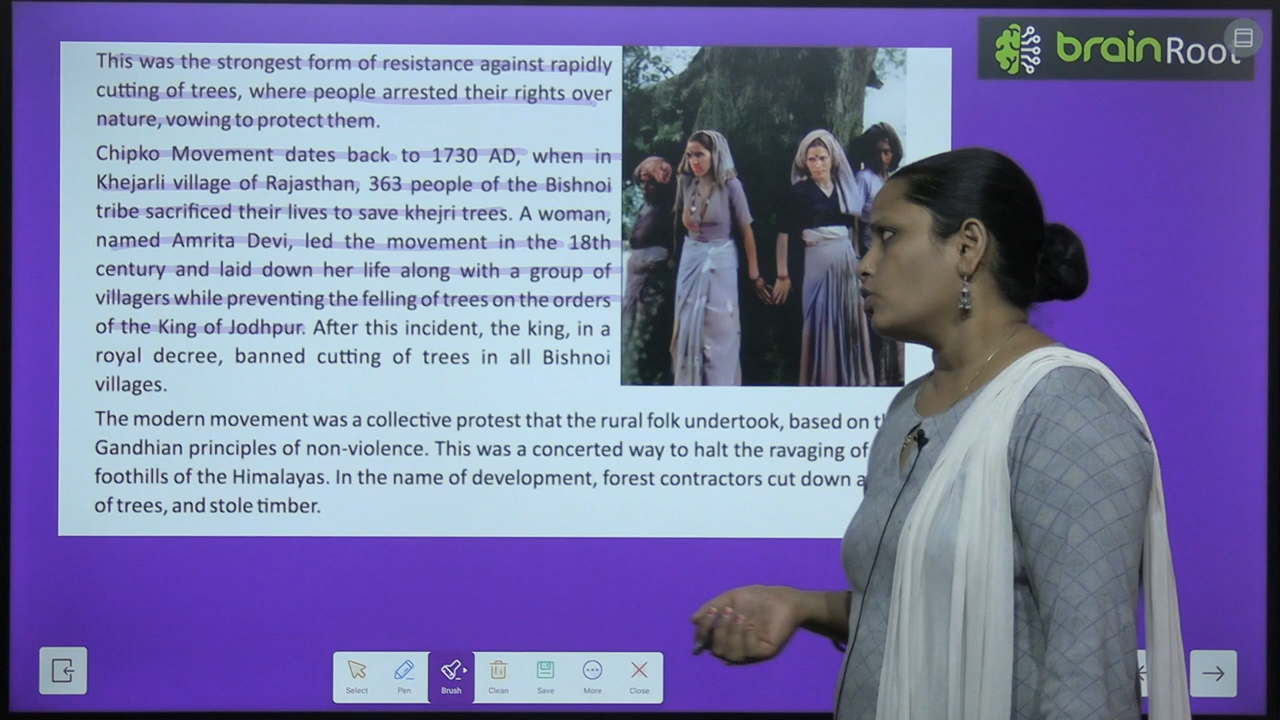 brainRoot
This was the strongest form of resistance against rapidly
cutting of trees, where people arrested their rights over
nature, vowing to protect them.
Chipko Movement dates back to 1730 AD, when in
Khejarli village of Rajasthan, 363 people of the Bishnoi
tribe sacrificed their lives to save khejri trees. A woman,
named Amrita Devi, led the movement in the 18th
century and laid down her life along with a group of
villagers while preventing the felling of trees on the orders
of the King of Jodhpur. After this incident, the king, in a
royal decree, banned cutting of trees in all Bishnoi
villages.
The modern movement was a collective protest that the rural folk undertook, based on
Gandhian principles of non-violence. This was a concerted way to halt the ravaging of
foothills of the Himalayas. In the name of development, forest contractors cut down
of trees, and stole timber.
Select Pen Brush Clean Save More Close